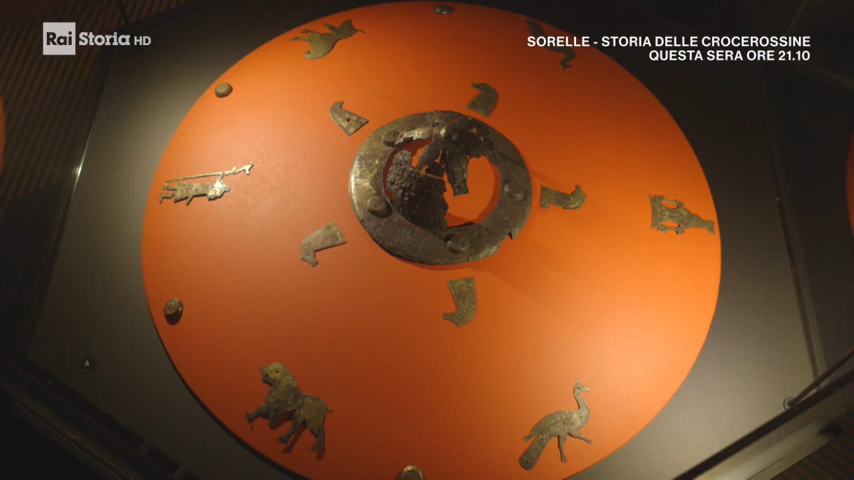 Rai Storia HD
SORELLE - STORIA DELLE CROCEROSSINE
QUESTA SERA ORE 21.10
A